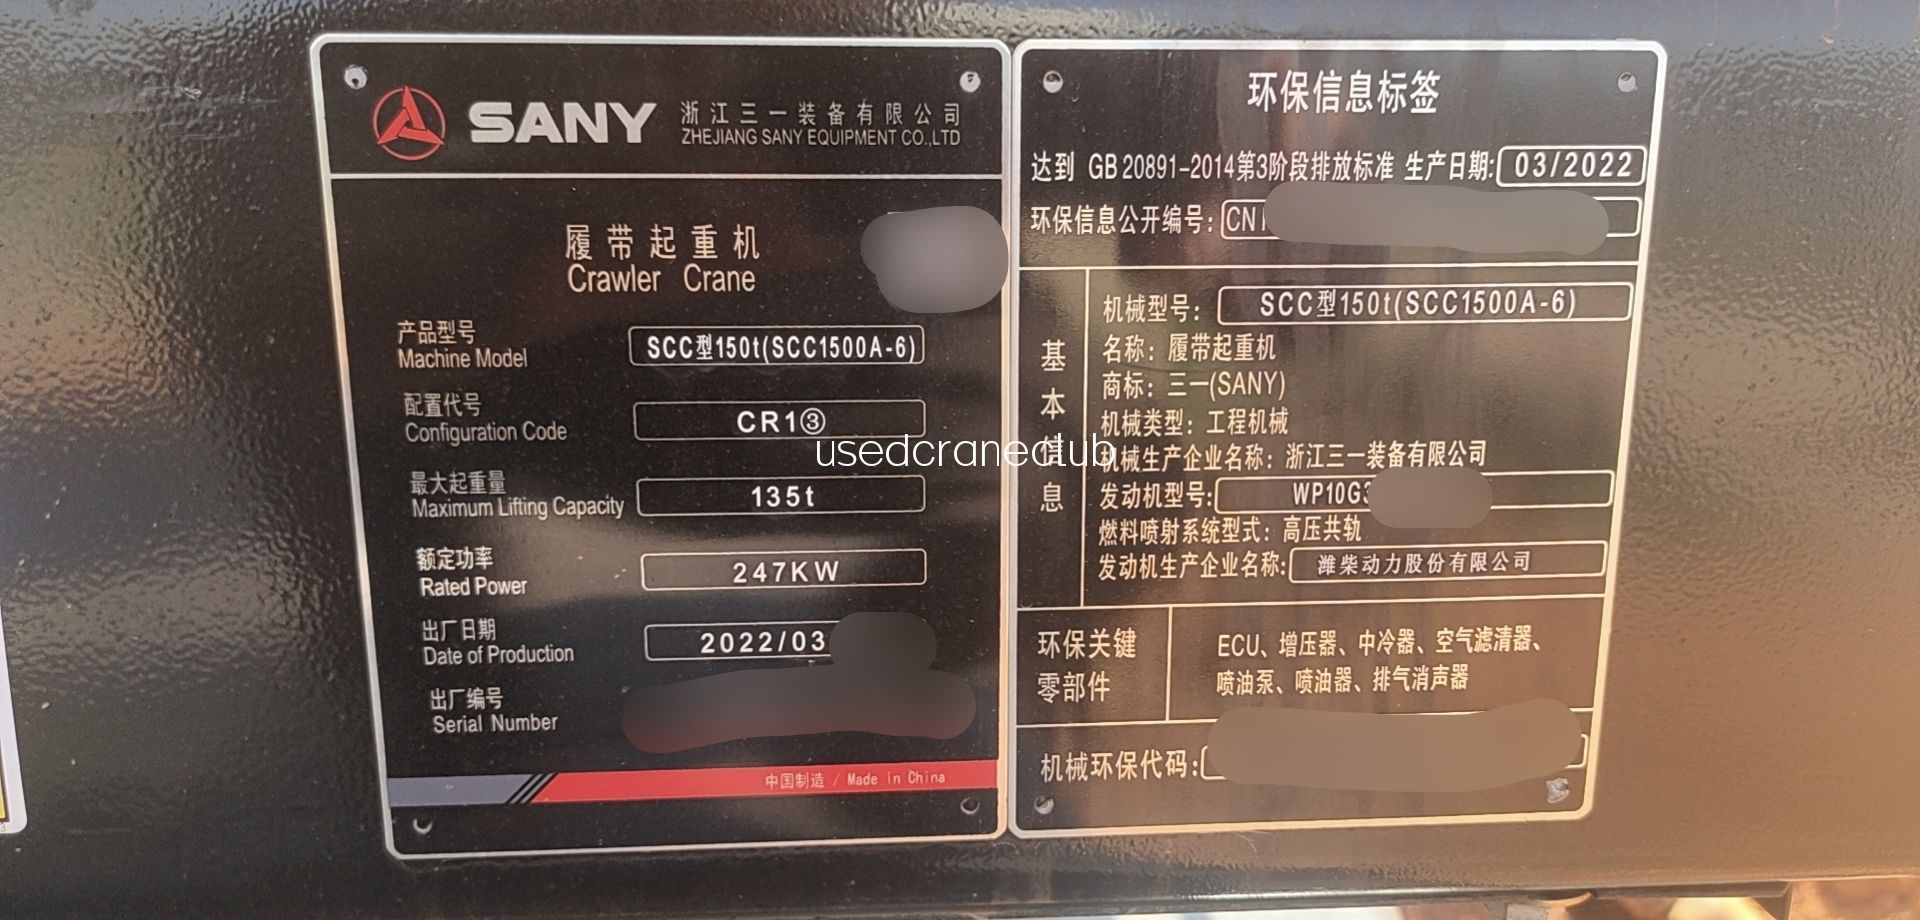 SANY 浙江三一装备有限公司
ZHEJIANG SANY EQUIPMENT CO.,LTD
履带起重机
Crawler Crane
产品型号
Machine Model
SCC型150t(SCC1500A-6)
配置代号
Configuration Code
CR1③
最大起重量
Maximum Lifting Capacity
135t
额定功率
Rated Power
247KW
出厂日期
Date of Production
2022/03
出厂编号
Serial Number
中国制造 / Made in China
环保信息标签
达到 GB 20891-2014第3阶段排放标准 生产日期: 03/2022
环保信息公开编号: CN
基本信息
机械型号: SCC型150t(SCC1500A-6)
名称: 履带起重机
商标: 三一(SANY)
机械类型: 工程机械
机械生产企业名称: 浙江三一装备有限公司
发动机型号: WP10G3
燃料喷射系统型式: 高压共轨
发动机生产企业名称: 潍柴动力股份有限公司
环保关键
零部件
ECU、增压器、中冷器、空气滤清器、
喷油泵、喷油器、排气消声器
机械环保代码:
usedcraneclub